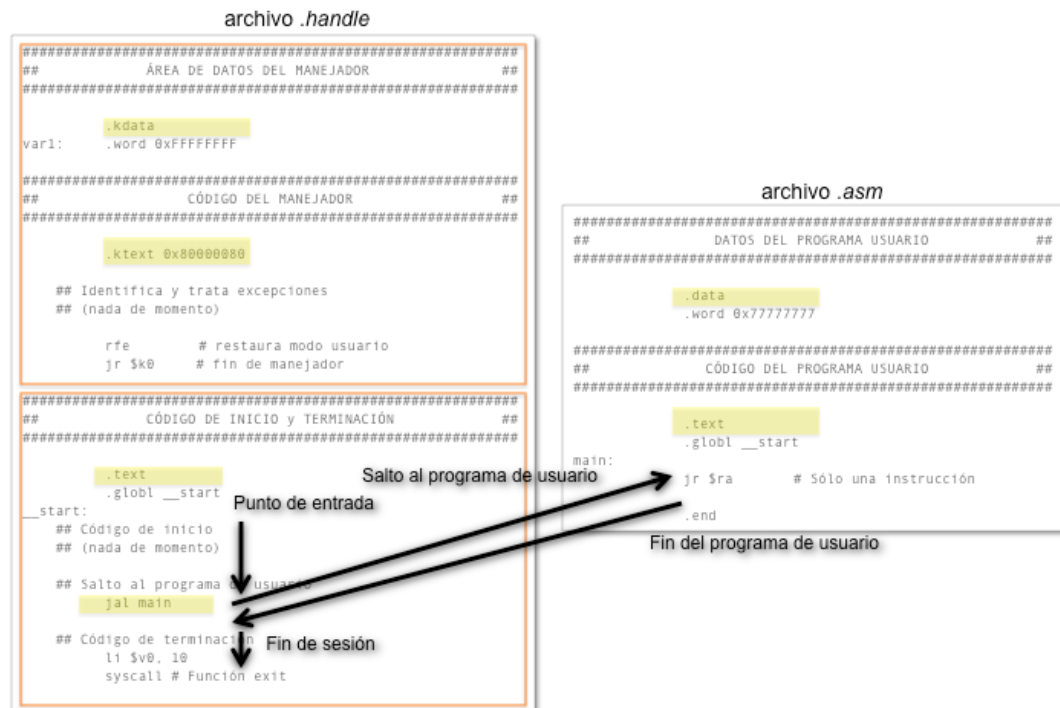 archivo .handle
############################################################
## ÁREA DE DATOS DEL MANEJADOR ##
############################################################
.kdata
var1: .word 0xFFFFFFFF
############################################################
## CÓDIGO DEL MANEJADOR ##
############################################################
.ktext 0x80000080
## Identifica y trata excepciones
## (nada de momento)
rfe # restaura modo usuario
jr $k0 # fin de manejador
############################################################
## CÓDIGO DE INICIO y TERMINACIÓN ##
############################################################
.text
.globl __start
__start:
Punto de entrada
## Código de inicio
## (nada de momento)
## Salto al programa de usuario
jal main
## Código de terminación
Fin de sesión
li $v0, 10
syscall # Función exit
Salto al programa de usuario
archivo .asm
##########################################################
## DATOS DEL PROGRAMA USUARIO ##
##########################################################
.data
.word 0x77777777
##########################################################
## CÓDIGO DEL PROGRAMA USUARIO ##
##########################################################
.text
.globl __start
main:
jr $ra # Sólo una instrucción
.end
Fin del programa de usuario